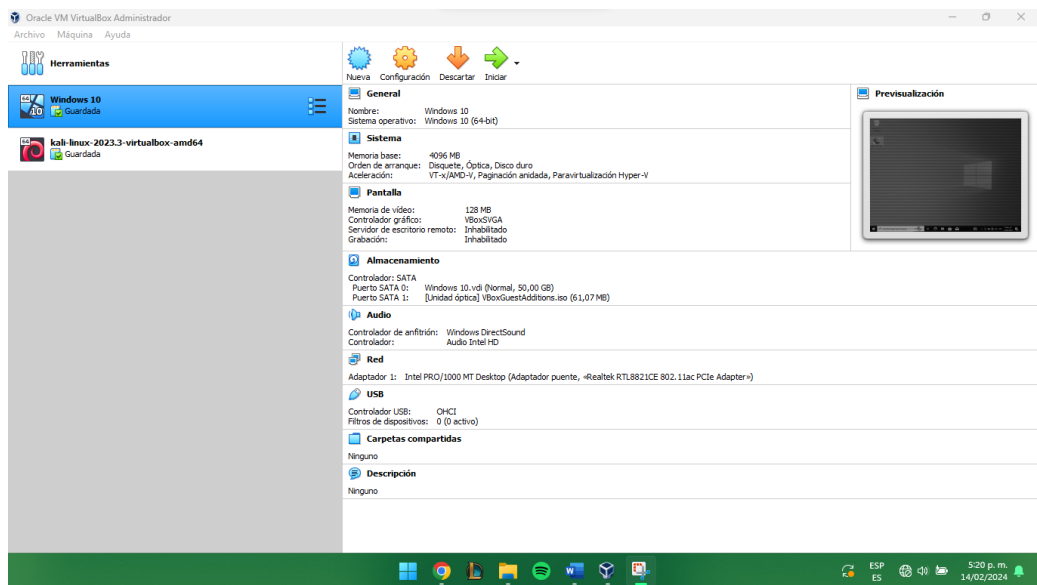 Oracle VM VirtualBox Administrador
Archivo Máquina Ayuda
Herramientas
Nueva Configuración Descartar Iniciar
64 10 Windows 10
Guardada
64 kali-linux-2023.3-virtualbox-amd64
Guardada
General
Nombre: Windows 10
Sistema operativo: Windows 10 (64-bit)
Previsualización
Sistema
Memoria base: 4096 MB
Orden de arranque: Disquete, Óptica, Disco duro
Aceleración: VT-x/AMD-V, Paginación anidada, Paravirtualización Hyper-V
Pantalla
Memoria de vídeo: 128 MB
Controlador gráfico: VBoxSVGA
Servidor de escritorio remoto: Inhabilitado
Grabación: Inhabilitado
Almacenamiento
Controlador: SATA
Puerto SATA 0: Windows 10.vdi (Normal, 50,00 GB)
Puerto SATA 1: [Unidad óptica] VBoxGuestAdditions.iso (61,07 MB)
Audio
Controlador de anfitrión: Windows DirectSound
Controlador: Audio Intel HD
Red
Adaptador 1: Intel PRO/1000 MT Desktop (Adaptador puente, «Realtek RTL8821CE 802.11ac PCIe Adapter»)
USB
Controlador USB: OHCI
Filtros de dispositivos: 0 (0 activo)
Carpetas compartidas
Ninguno
Descripción
Ninguno
ESP
ES
5:20 p. m.
14/02/2024